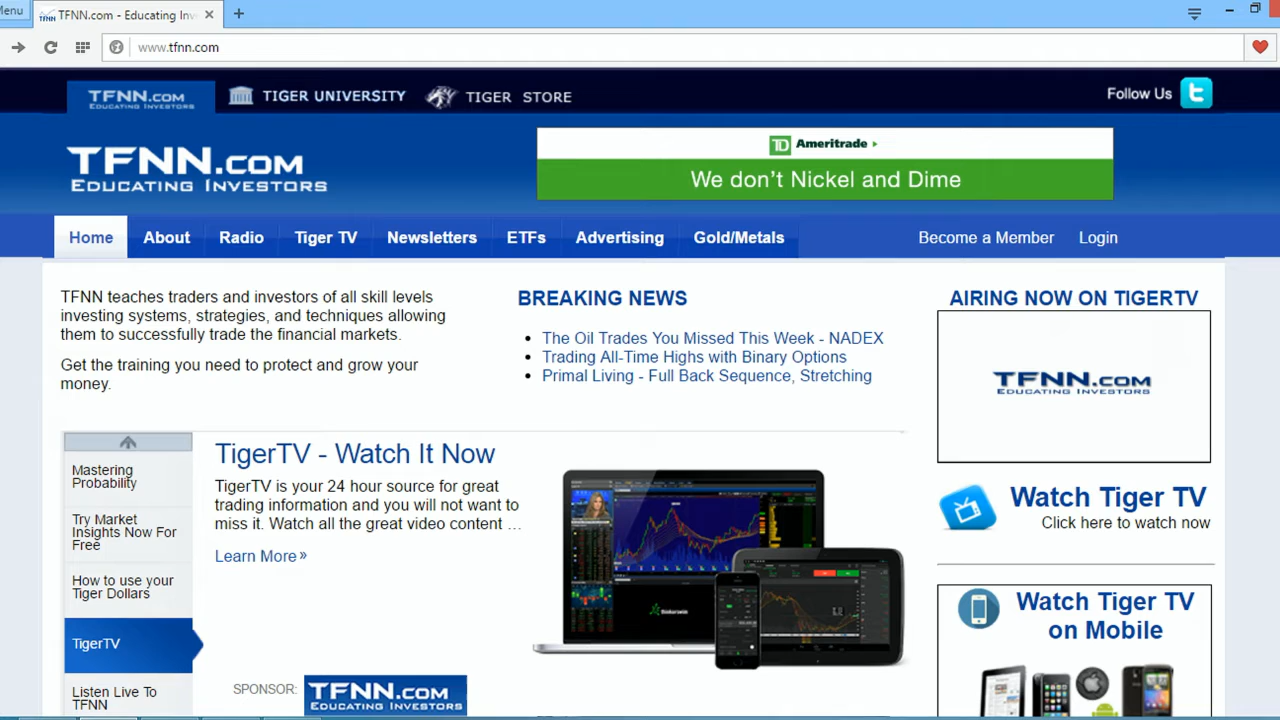 Menu
TFNN.com - Educating Inv
www.tfnn.com
TFNN.COM
EDUCATING INVESTORS
TIGER UNIVERSITY
TIGER STORE
Follow Us
TFNN.COM
EDUCATING INVESTORS
TD Ameritrade
We don't Nickel and Dime
Home
About
Radio
Tiger TV
Newsletters
ETFs
Advertising
Gold/Metals
Become a Member
Login
TFNN teaches traders and investors of all skill levels
investing systems, strategies, and techniques allowing
them to successfully trade the financial markets.
Get the training you need to protect and grow your
money.
BREAKING NEWS
The Oil Trades You Missed This Week - NADEX
Trading All-Time Highs with Binary Options
Primal Living - Full Back Sequence, Stretching
AIRING NOW ON TIGERTV
TFNN.COM
EDUCATING INVESTORS
Mastering
Probability
Try Market
Insights Now For
Free
How to use your
Tiger Dollars
TigerTV
Listen Live To
TFNN
TigerTV - Watch It Now
TigerTV is your 24 hour source for great
trading information and you will not want to
miss it. Watch all the great video content ...
Learn More »
SPONSOR:
TFNN.COM
EDUCATING INVESTORS
Watch Tiger TV
Click here to watch now
Watch Tiger TV
on Mobile